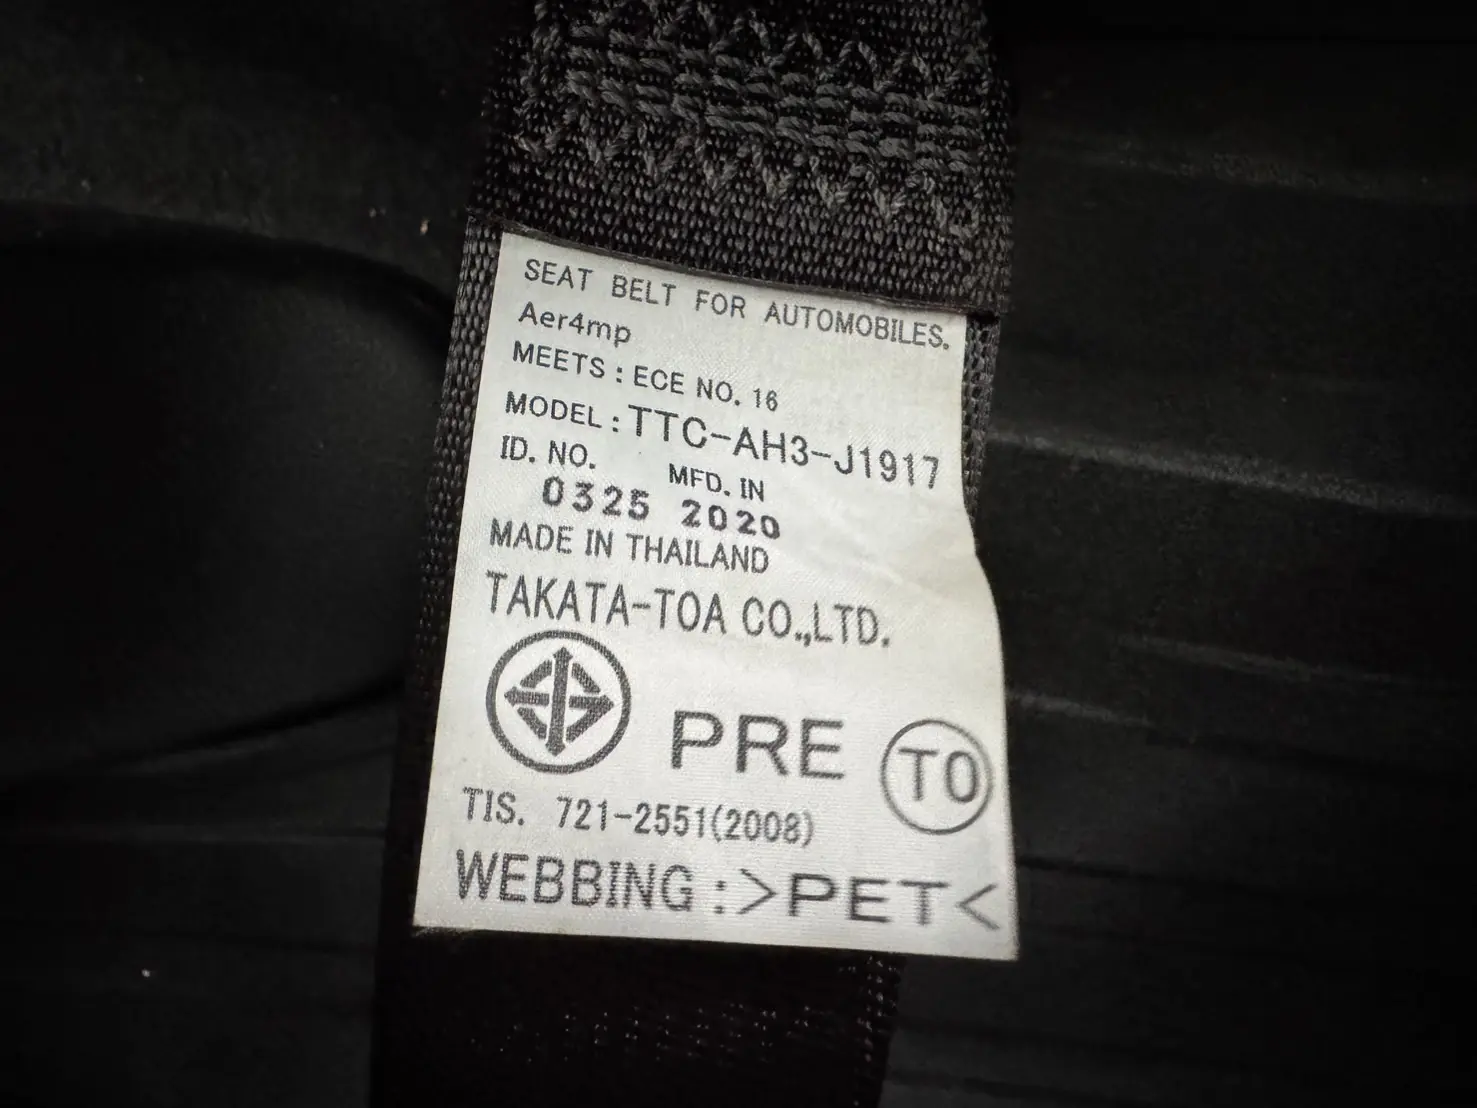 SEAT BELT FOR AUTOMOBILES.
Aer4mp
MEETS : ECE NO. 16
MODEL : TTC-AH3-J1917
ID. NO. MFD. IN
0325 2020
MADE IN THAILAND
TAKATA-TOA CO.,LTD.
PRE TO
TIS. 721-2551(2008)
WEBBING :>PET<